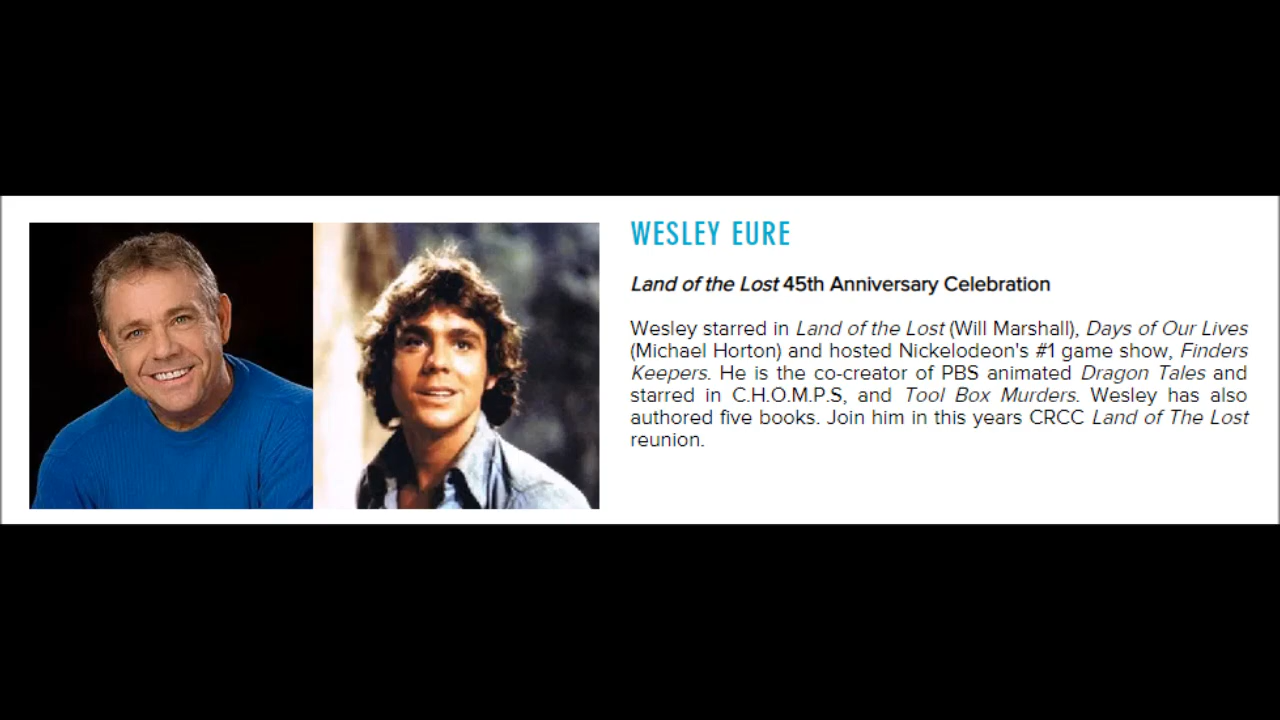 WESLEY EURE
Land of the Lost 45th Anniversary Celebration
Wesley starred in Land of the Lost (Will Marshall), Days of Our Lives
(Michael Horton) and hosted Nickelodeon's #1 game show, Finders
Keepers. He is the co-creator of PBS animated Dragon Tales and
starred in C.H.O.M.P.S, and Tool Box Murders. Wesley has also
authored five books. Join him in this years CRCC Land of The Lost
reunion.